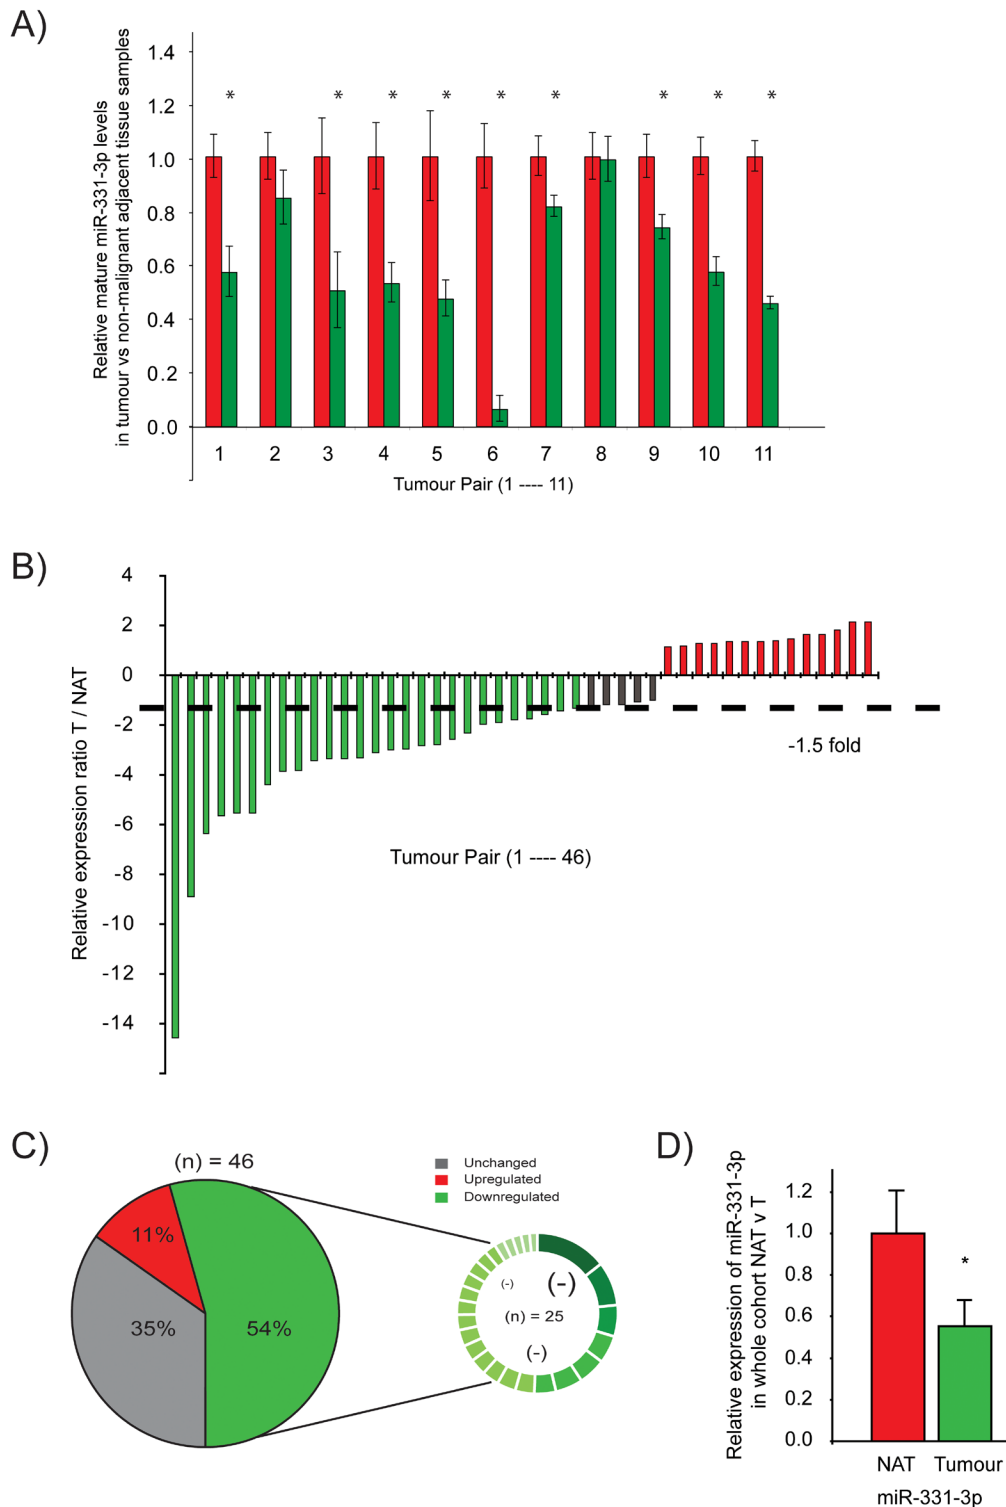 A)
Relative mature miR-331-3p levels
in tumour vs non-malignant adjacent tissue samples
1.4
1.2
1.0
0.8
0.6
0.4
0.2
0.0
* * * * * * * * *
1 2 3 4 5 6 7 8 9 10 11
Tumour Pair (1 ---- 11)
B)
Relative expression ratio T / NAT
4
2
0
-2
-4
-6
-8
-10
-12
-14
-1.5 fold
Tumour Pair (1 ---- 46)
C)
(n) = 46
11%
35%
54%
Unchanged
Upregulated
Downregulated
(-) (-)
(n) = 25
(-)
D)
Relative expression of miR-331-3p
in whole cohort NAT v T
1.2
1.0
0.8
0.6
0.4
0.2
0.0
*
NAT Tumour
miR-331-3p